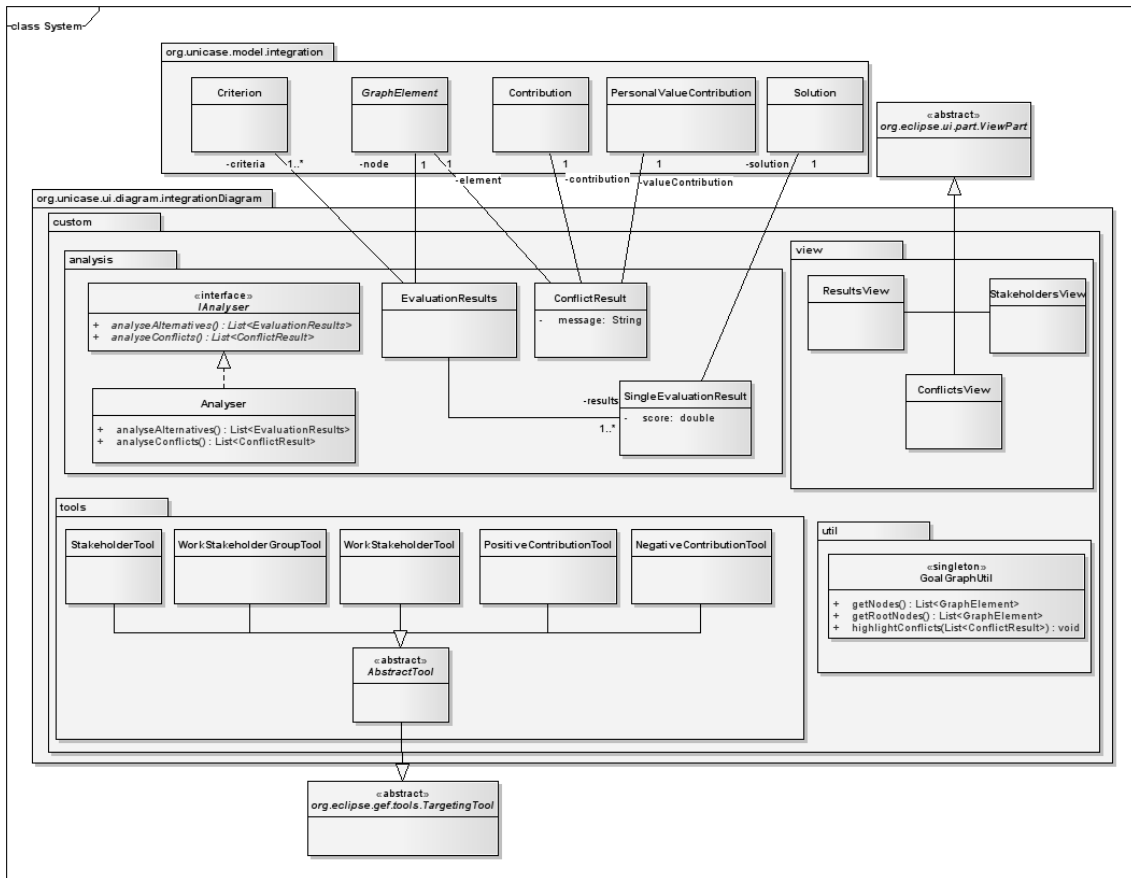 class System
org.unicase.model.integration
Criterion
GraphElement
Contribution
PersonalValueContribution
Solution
«abstract»
org.eclipse.ui.part.ViewPart
-criteria
1..*
-node
1
1
1
1
-solution
1
-element
-contribution
-valueContribution
org.unicase.ui.diagram.integrationDiagram
custom
analysis
view
«interface»
IAnalyser
+ analyseAlternatives() : List<EvaluationResults>
+ analyseConflicts() : List<ConflictResult>
EvaluationResults
ConflictResult
- message: String
ResultsView
StakeholdersView
ConflictsView
Analyser
+ analyseAlternatives() : List<EvaluationResults>
+ analyseConflicts() : List<ConflictResult>
-results
1..*
SingleEvaluationResult
- score: double
tools
StakeholderTool
WorkStakeholderGroupTool
WorkStakeholderTool
PositiveContributionTool
NegativeContributionTool
util
«singleton»
GoalGraphUtil
+ getNodes() : List<GraphElement>
+ getRootNodes() : List<GraphElement>
+ highlightConflicts(List<ConflictResult>) : void
«abstract»
AbstractTool
«abstract»
org.eclipse.gef.tools.TargetingTool